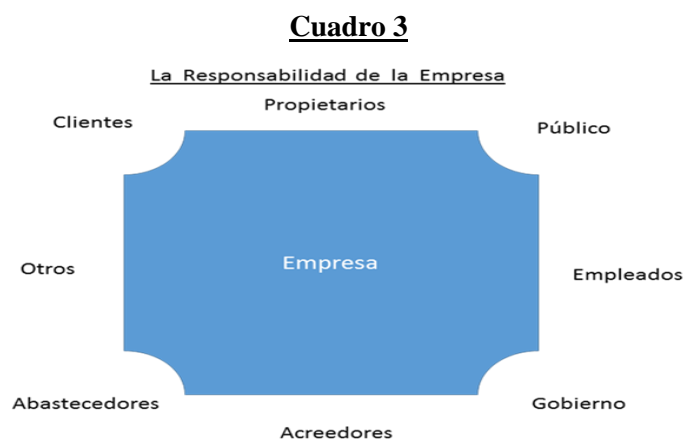 Cuadro 3
La Responsabilidad de la Empresa
Propietarios
Clientes
Público
Empresa
Otros
Empleados
Abastecedores
Gobierno
Acreedores